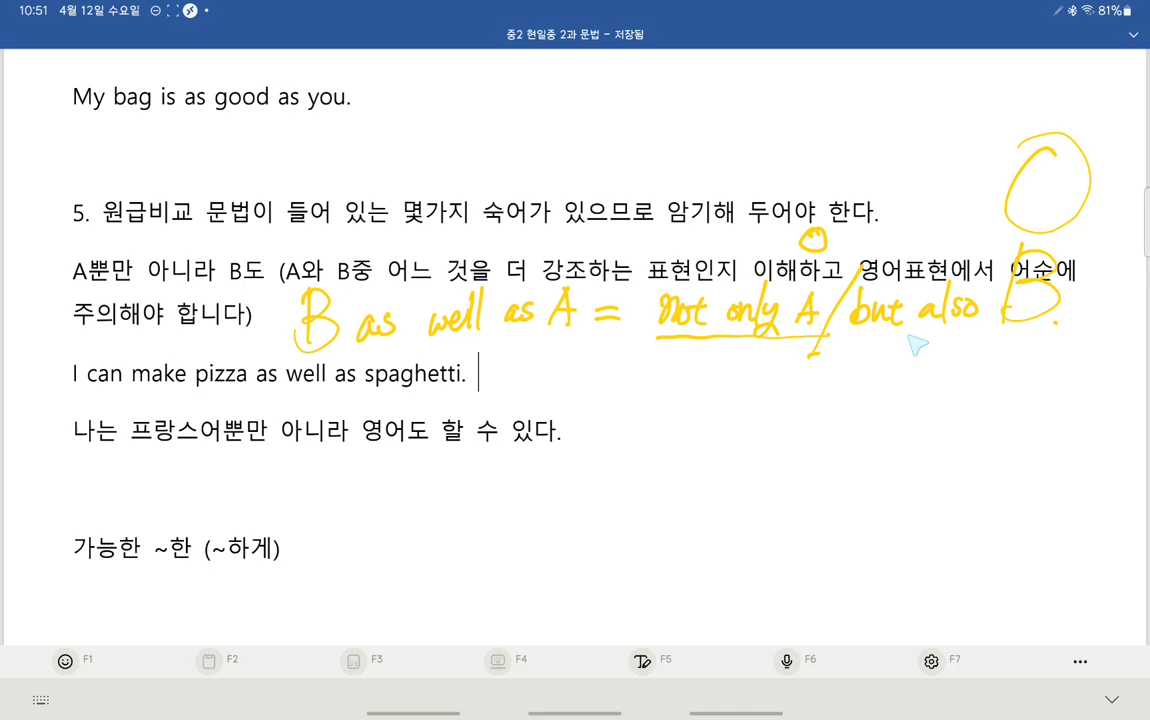 10:51 4월 12일 수요일
81%
중2 현일중 2과 문법 - 저장됨
My bag is as good as you.
5. 원급비교 문법이 들어 있는 몇가지 숙어가 있으므로 암기해 두어야 한다.
A뿐만 아니라 B도 (A와 B중 어느 것을 더 강조하는 표현인지 이해하고 영어표현에서 어순에
주의해야 합니다)
B as well as A = not only A / but also B.
I can make pizza as well as spaghetti.
나는 프랑스어뿐만 아니라 영어도 할 수 있다.
가능한 ~한 (~하게)
F1 F2 F3 F4 F5 F6 F7